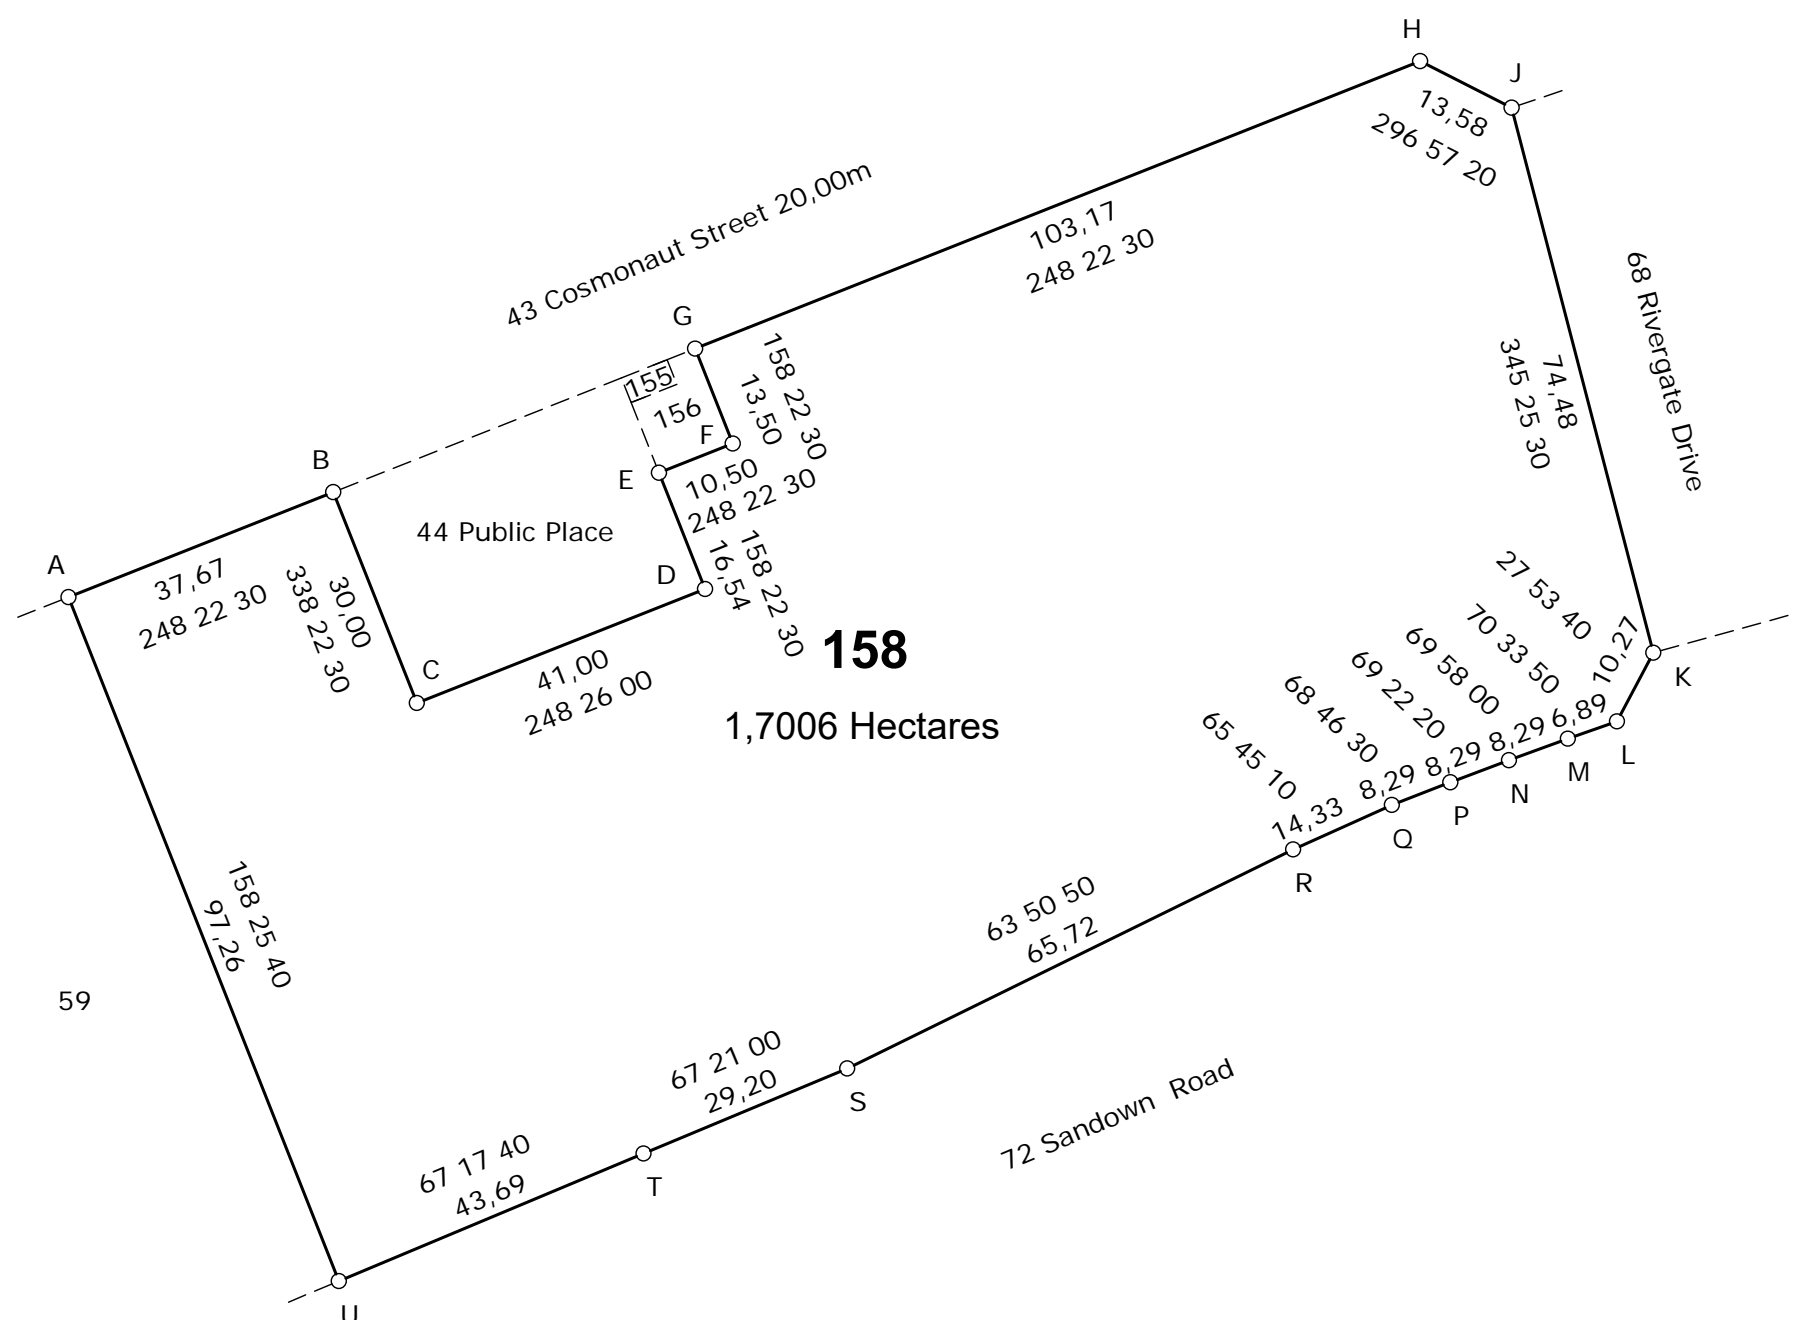 H
J
13,58
296 57 20
43 Cosmonaut Street 20,00m
103,17
248 22 30
G
158 22 30
13,50
155
156
F
68 Rivergate Drive
74,48
345 25 30
B
E
10,50
248 22 30
44 Public Place
A
37,67
248 22 30
30,00
338 22 30
D
158 22 30
16,54
C
41,00
248 26 00
158
1,7006 Hectares
27 53 40
10,27
70 33 50
69 58 00
69 22 20
68 46 30
65 45 10
K
6,89
8,29
8,29
8,29
14,33
L
M
N
P
Q
R
158 25 40
97,26
63 50 50
65,72
59
67 21 00
29,20
S
72 Sandown Road
67 17 40
43,69
T
U